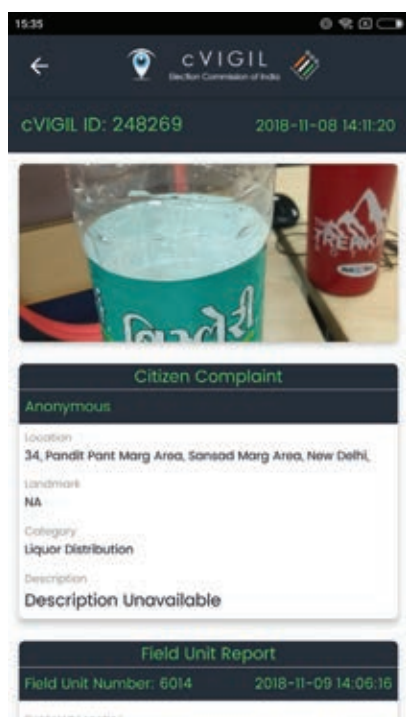 15:35
cVIGIL
Election Commission of India
cVIGIL ID: 248269
2018-11-08 14:11:20
बिस्लेरी
TREKKING
Citizen Complaint
Anonymous
Location
34, Pandit Pant Marg Area, Sansad Marg Area, New Delhi,
Landmark
NA
Category
Liquor Distribution
Description
Description Unavailable
Field Unit Report
Field Unit Number: 6014
2018-11-09 14:06:16